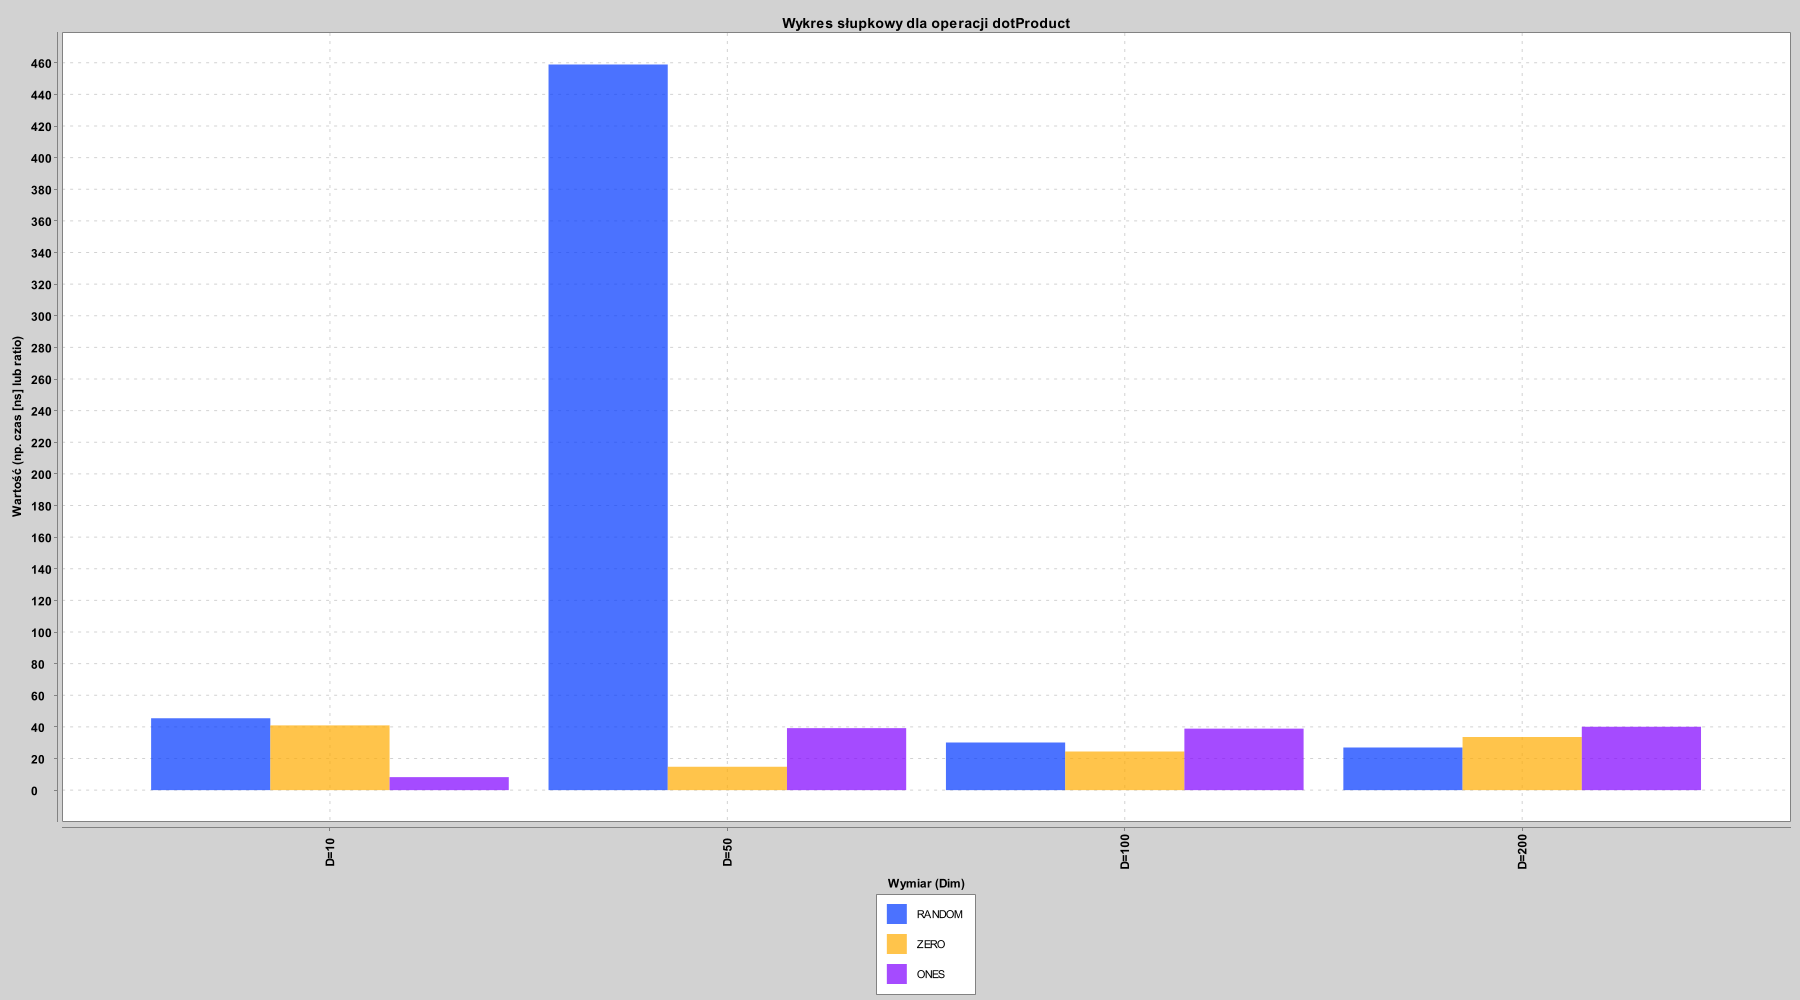 Wykres słupkowy dla operacji dotProduct
Wartość (np. czas [ns] lub ratio)
460
440
420
400
380
360
340
320
300
280
260
240
220
200
180
160
140
120
100
80
60
40
20
0
D=10
D=50
D=100
D=200
Wymiar (Dim)
RANDOM
ZERO
ONES